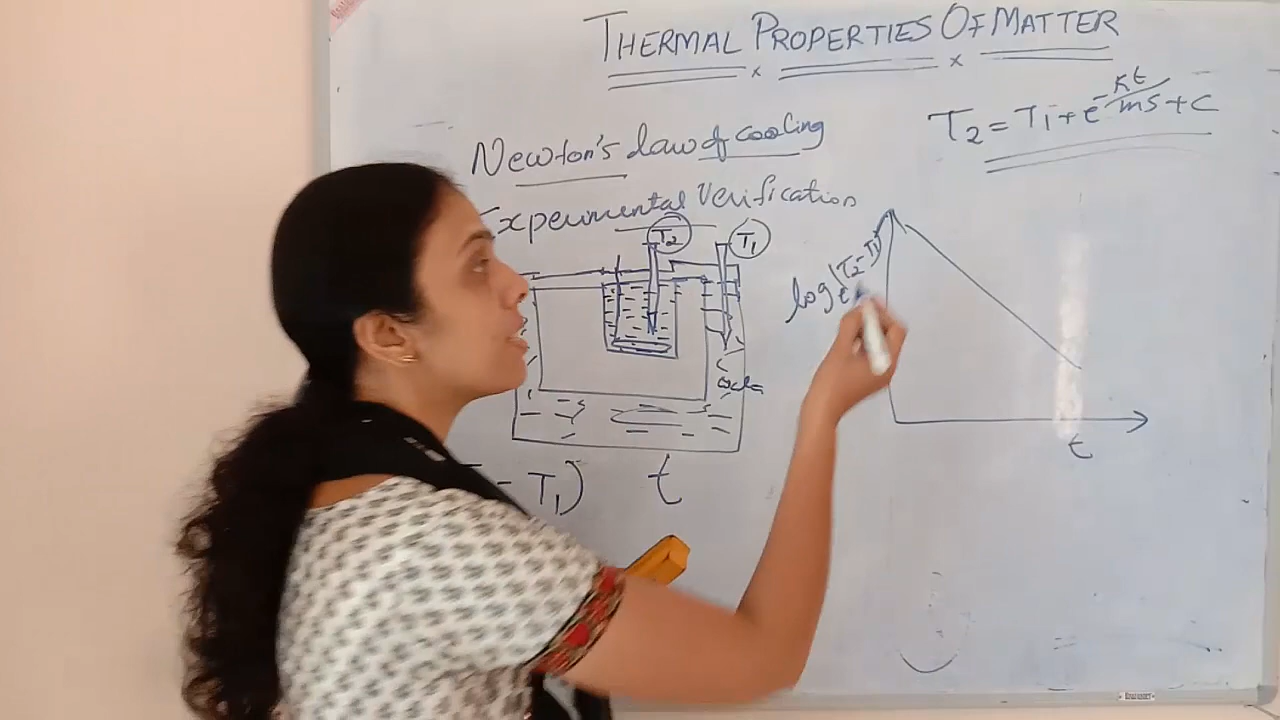 THERMAL PROPERTIES OF MATTER
T₂ = T₁ + e^-Kt/ms + c
Newton's law of cooling
Experimental Verification
T₂
T₁
loge (T₂-T₁)
t
- T₁)
t